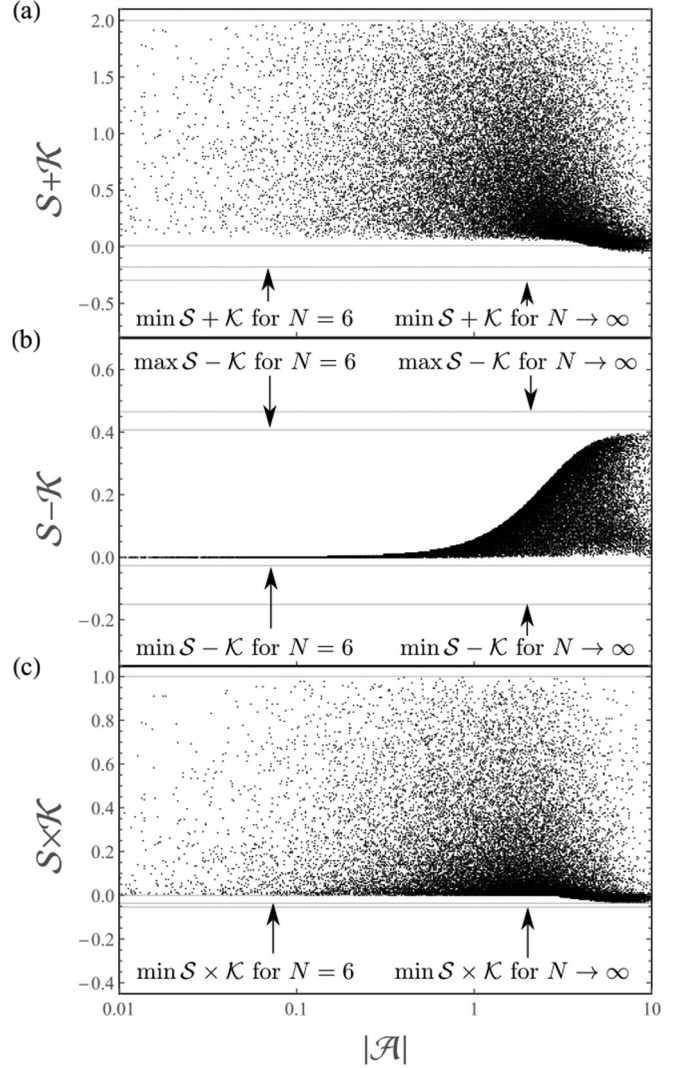 (a)
2.0
1.5
1.0
0.5
0.0
−0.5
S+K
min S + K for N = 6
min S + K for N → ∞
(b)
max S − K for N = 6
max S − K for N → ∞
0.6
0.4
0.2
0.0
−0.2
S−K
min S − K for N = 6
min S − K for N → ∞
(c)
1.0
0.8
0.6
0.4
0.2
0.0
−0.2
−0.4
S×K
min S × K for N = 6
min S × K for N → ∞
0.01
0.1
1
10
|A|